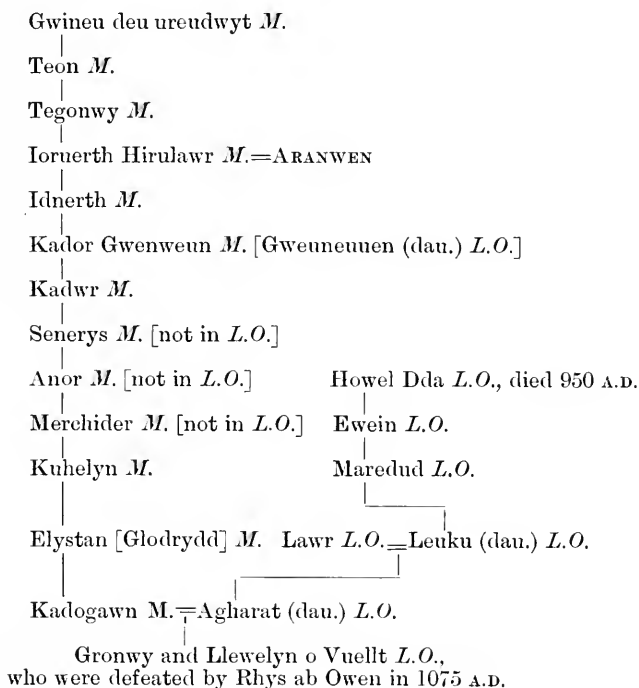 Gwineu deu ureudwyt M.
Teon M.
Tegonwy M.
Ioruerth Hirulawr M.=ARANWEN
Idnerth M.
Kador Gwenweun M. [Gweuneuuen (dau.) L.O.]
Kadwr M.
Senerys M. [not in L.O.]
Anor M. [not in L.O.] Howel Dda L.O., died 950 A.D.
Merchider M. [not in L.O.] Ewein L.O.
Kuhelyn M. Maredud L.O.
Elystan [Glodrydd] M. Lawr L.O.=Leuku (dau.) L.O.
Kadogawn M.=Agharat (dau.) L.O.
Gronwy and Llewelyn o Vuellt L.O.,
who were defeated by Rhys ab Owen in 1075 A.D.